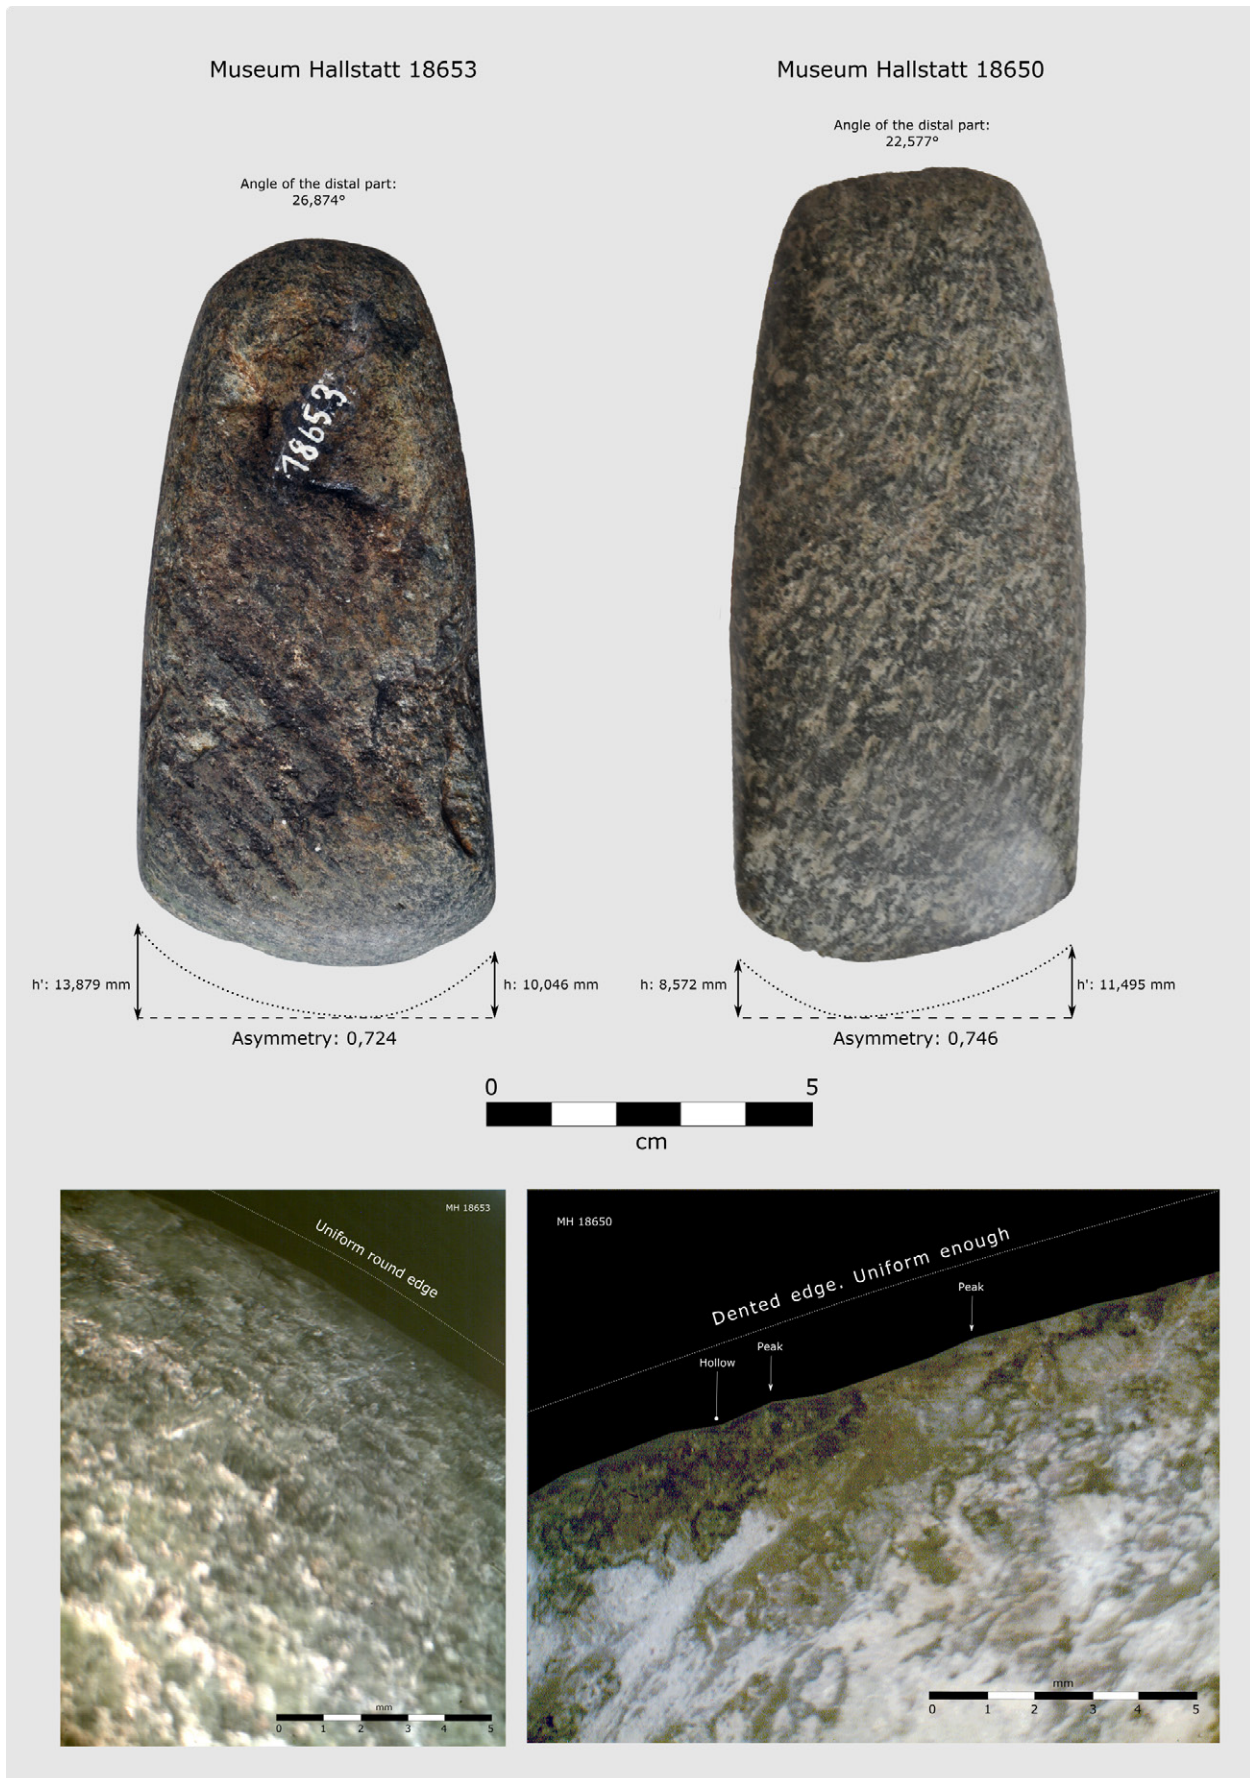 Museum Hallstatt 18653
Museum Hallstatt 18650
Angle of the distal part:
26,874°
Angle of the distal part:
22,577°
18653
h': 13,879 mm
h: 10,046 mm
h: 8,572 mm
h': 11,495 mm
Asymmetry: 0,724
Asymmetry: 0,746
0 5
cm
MH 18653
Uniform round edge
mm
0 1 2 3 4 5
MH 18650
Dented edge. Uniform enough
Peak
Peak
Hollow
mm
0 1 2 3 4 5